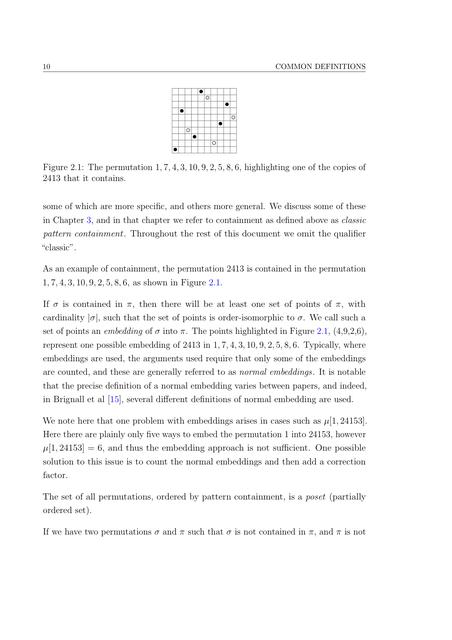 10
COMMON DEFINITIONS
Figure 2.1: The permutation 1, 7, 4, 3, 10, 9, 2, 5, 8, 6, highlighting one of the copies of
2413 that it contains.
some of which are more specific, and others more general. We discuss some of these
in Chapter 3, and in that chapter we refer to containment as defined above as classic
pattern containment. Throughout the rest of this document we omit the qualifier
“classic”.
As an example of containment, the permutation 2413 is contained in the permutation
1, 7, 4, 3, 10, 9, 2, 5, 8, 6, as shown in Figure 2.1.
If σ is contained in π, then there will be at least one set of points of π, with
cardinality |σ|, such that the set of points is order-isomorphic to σ. We call such a
set of points an embedding of σ into π. The points highlighted in Figure 2.1, (4,9,2,6),
represent one possible embedding of 2413 in 1, 7, 4, 3, 10, 9, 2, 5, 8, 6. Typically, where
embeddings are used, the arguments used require that only some of the embeddings
are counted, and these are generally referred to as normal embeddings. It is notable
that the precise definition of a normal embedding varies between papers, and indeed,
in Brignall et al [15], several different definitions of normal embedding are used.
We note here that one problem with embeddings arises in cases such as μ[1, 24153].
Here there are plainly only five ways to embed the permutation 1 into 24153, however
μ[1, 24153] = 6, and thus the embedding approach is not sufficient. One possible
solution to this issue is to count the normal embeddings and then add a correction
factor.
The set of all permutations, ordered by pattern containment, is a poset (partially
ordered set).
If we have two permutations σ and π such that σ is not contained in π, and π is not